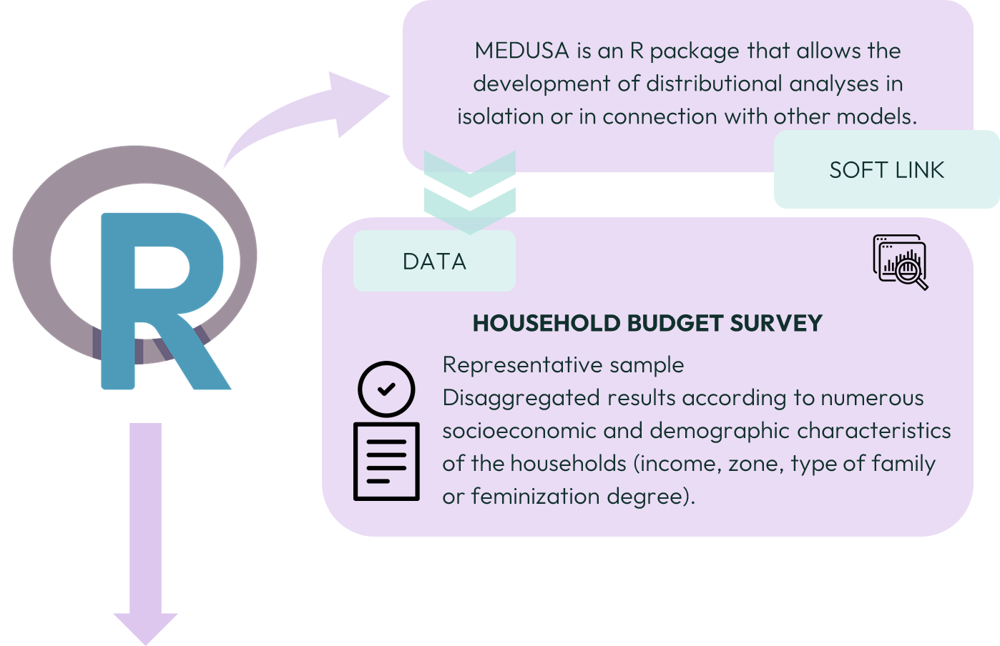 MEDUSA is an R package that allows the
development of distributional analyses in
isolation or in connection with other models.
SOFT LINK
R
DATA
HOUSEHOLD BUDGET SURVEY
Representative sample
Disaggregated results according to numerous
socioeconomic and demographic characteristics
of the households (income, zone, type of family
or feminization degree).